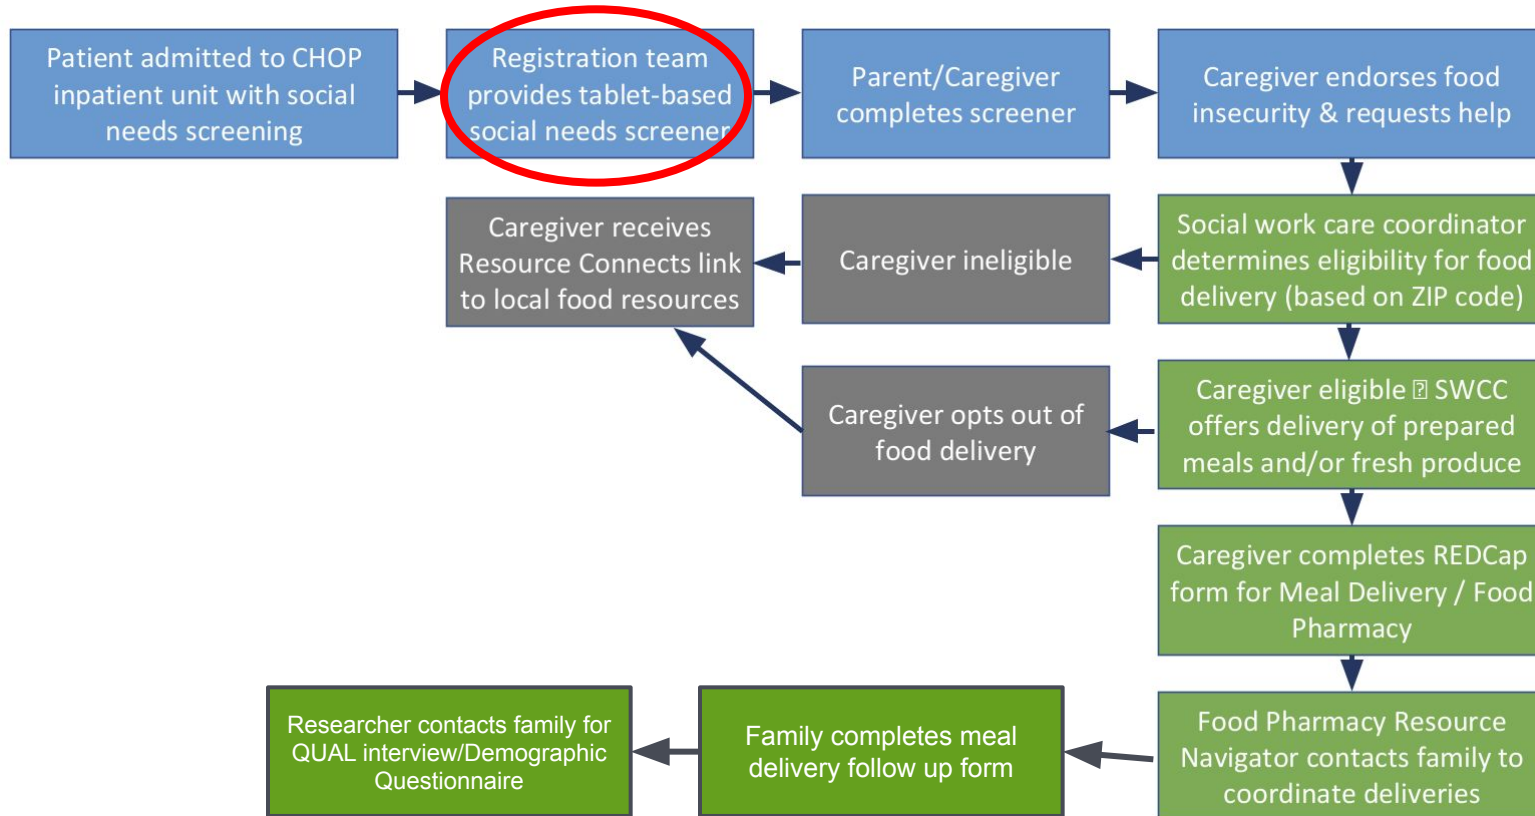 Patient admitted to CHOP
inpatient unit with social
needs screening
Registration team
provides tablet-based
social needs screener
Parent/Caregiver
completes screener
Caregiver endorses food
insecurity & requests help
Caregiver receives
Resource Connects link
to local food resources
Caregiver ineligible
Social work care coordinator
determines eligibility for food
delivery (based on ZIP code)
Caregiver opts out of
food delivery
Caregiver eligible ⍰ SWCC
offers delivery of prepared
meals and/or fresh produce
Caregiver completes REDCap
form for Meal Delivery / Food
Pharmacy
Researcher contacts family for
QUAL interview/Demographic
Questionnaire
Family completes meal
delivery follow up form
Food Pharmacy Resource
Navigator contacts family to
coordinate deliveries